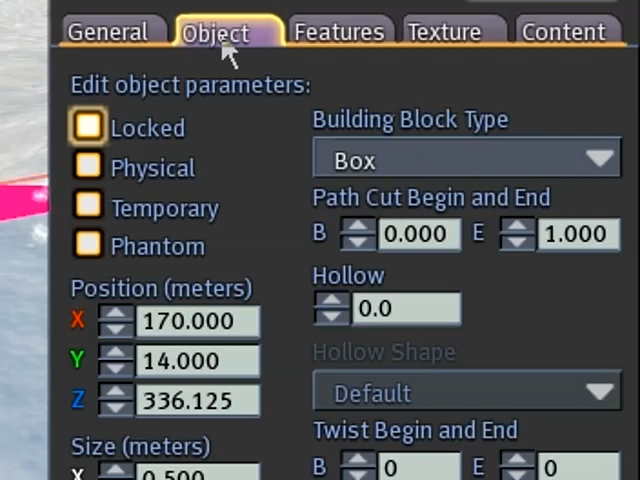 General Object Features Texture Content
Edit object parameters:
Locked
Physical
Temporary
Phantom
Position (meters)
X 170.000
Y 14.000
Z 336.125
Size (meters)
X 0.500
Building Block Type
Box
Path Cut Begin and End
B 0.000 E 1.000
Hollow
0.0
Hollow Shape
Default
Twist Begin and End
B 0 E 0